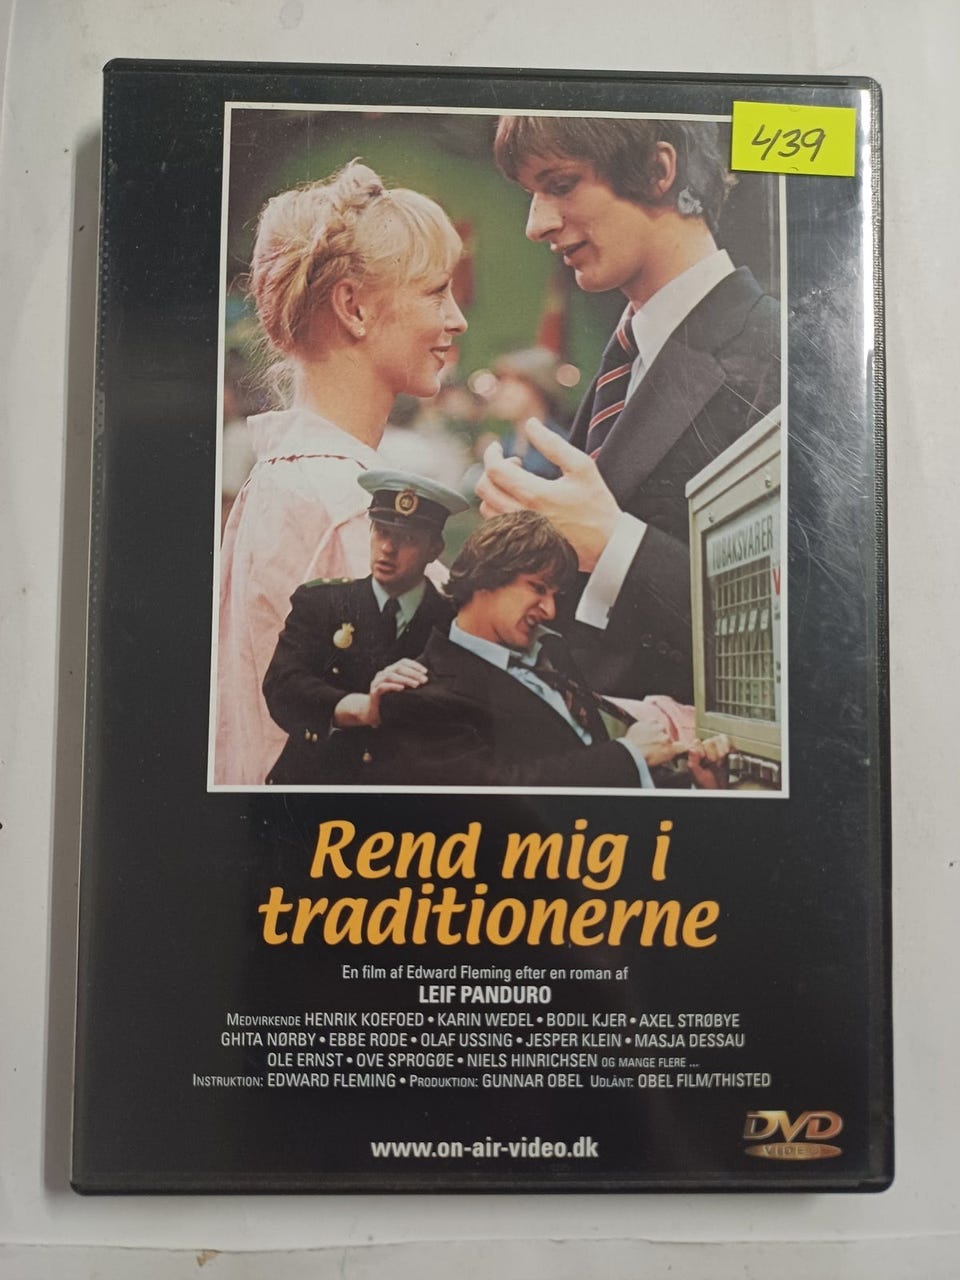 439
TOBAKSVARER
Rend mig i
traditionerne
En film af Edward Fleming efter en roman af
LEIF PANDURO
MEDVIRKENDE HENRIK KOEFOED • KARIN WEDEL • BODIL KJER • AXEL STRØBYE
GHITA NØRBY • EBBE RODE • OLAF USSING • JESPER KLEIN • MASJA DESSAU
OLE ERNST • OVE SPROGØE • NIELS HINRICHSEN OG MANGE FLERE ...
INSTRUKTION: EDWARD FLEMING • PRODUKTION: GUNNAR OBEL UDLÅNT: OBEL FILM/THISTED
www.on-air-video.dk
DVD
VIDEO